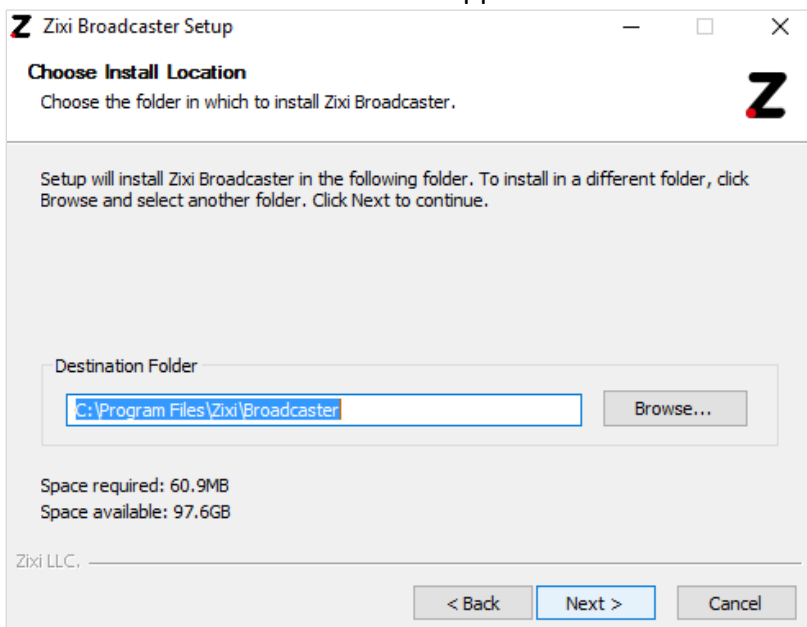 Zixi Broadcaster Setup
Choose Install Location
Choose the folder in which to install Zixi Broadcaster.
Z
Setup will install Zixi Broadcaster in the following folder. To install in a different folder, click
Browse and select another folder. Click Next to continue.
Destination Folder
C:\Program Files\Zixi\Broadcaster
Browse...
Space required: 60.9MB
Space available: 97.6GB
Zixi LLC.
< Back
Next >
Cancel